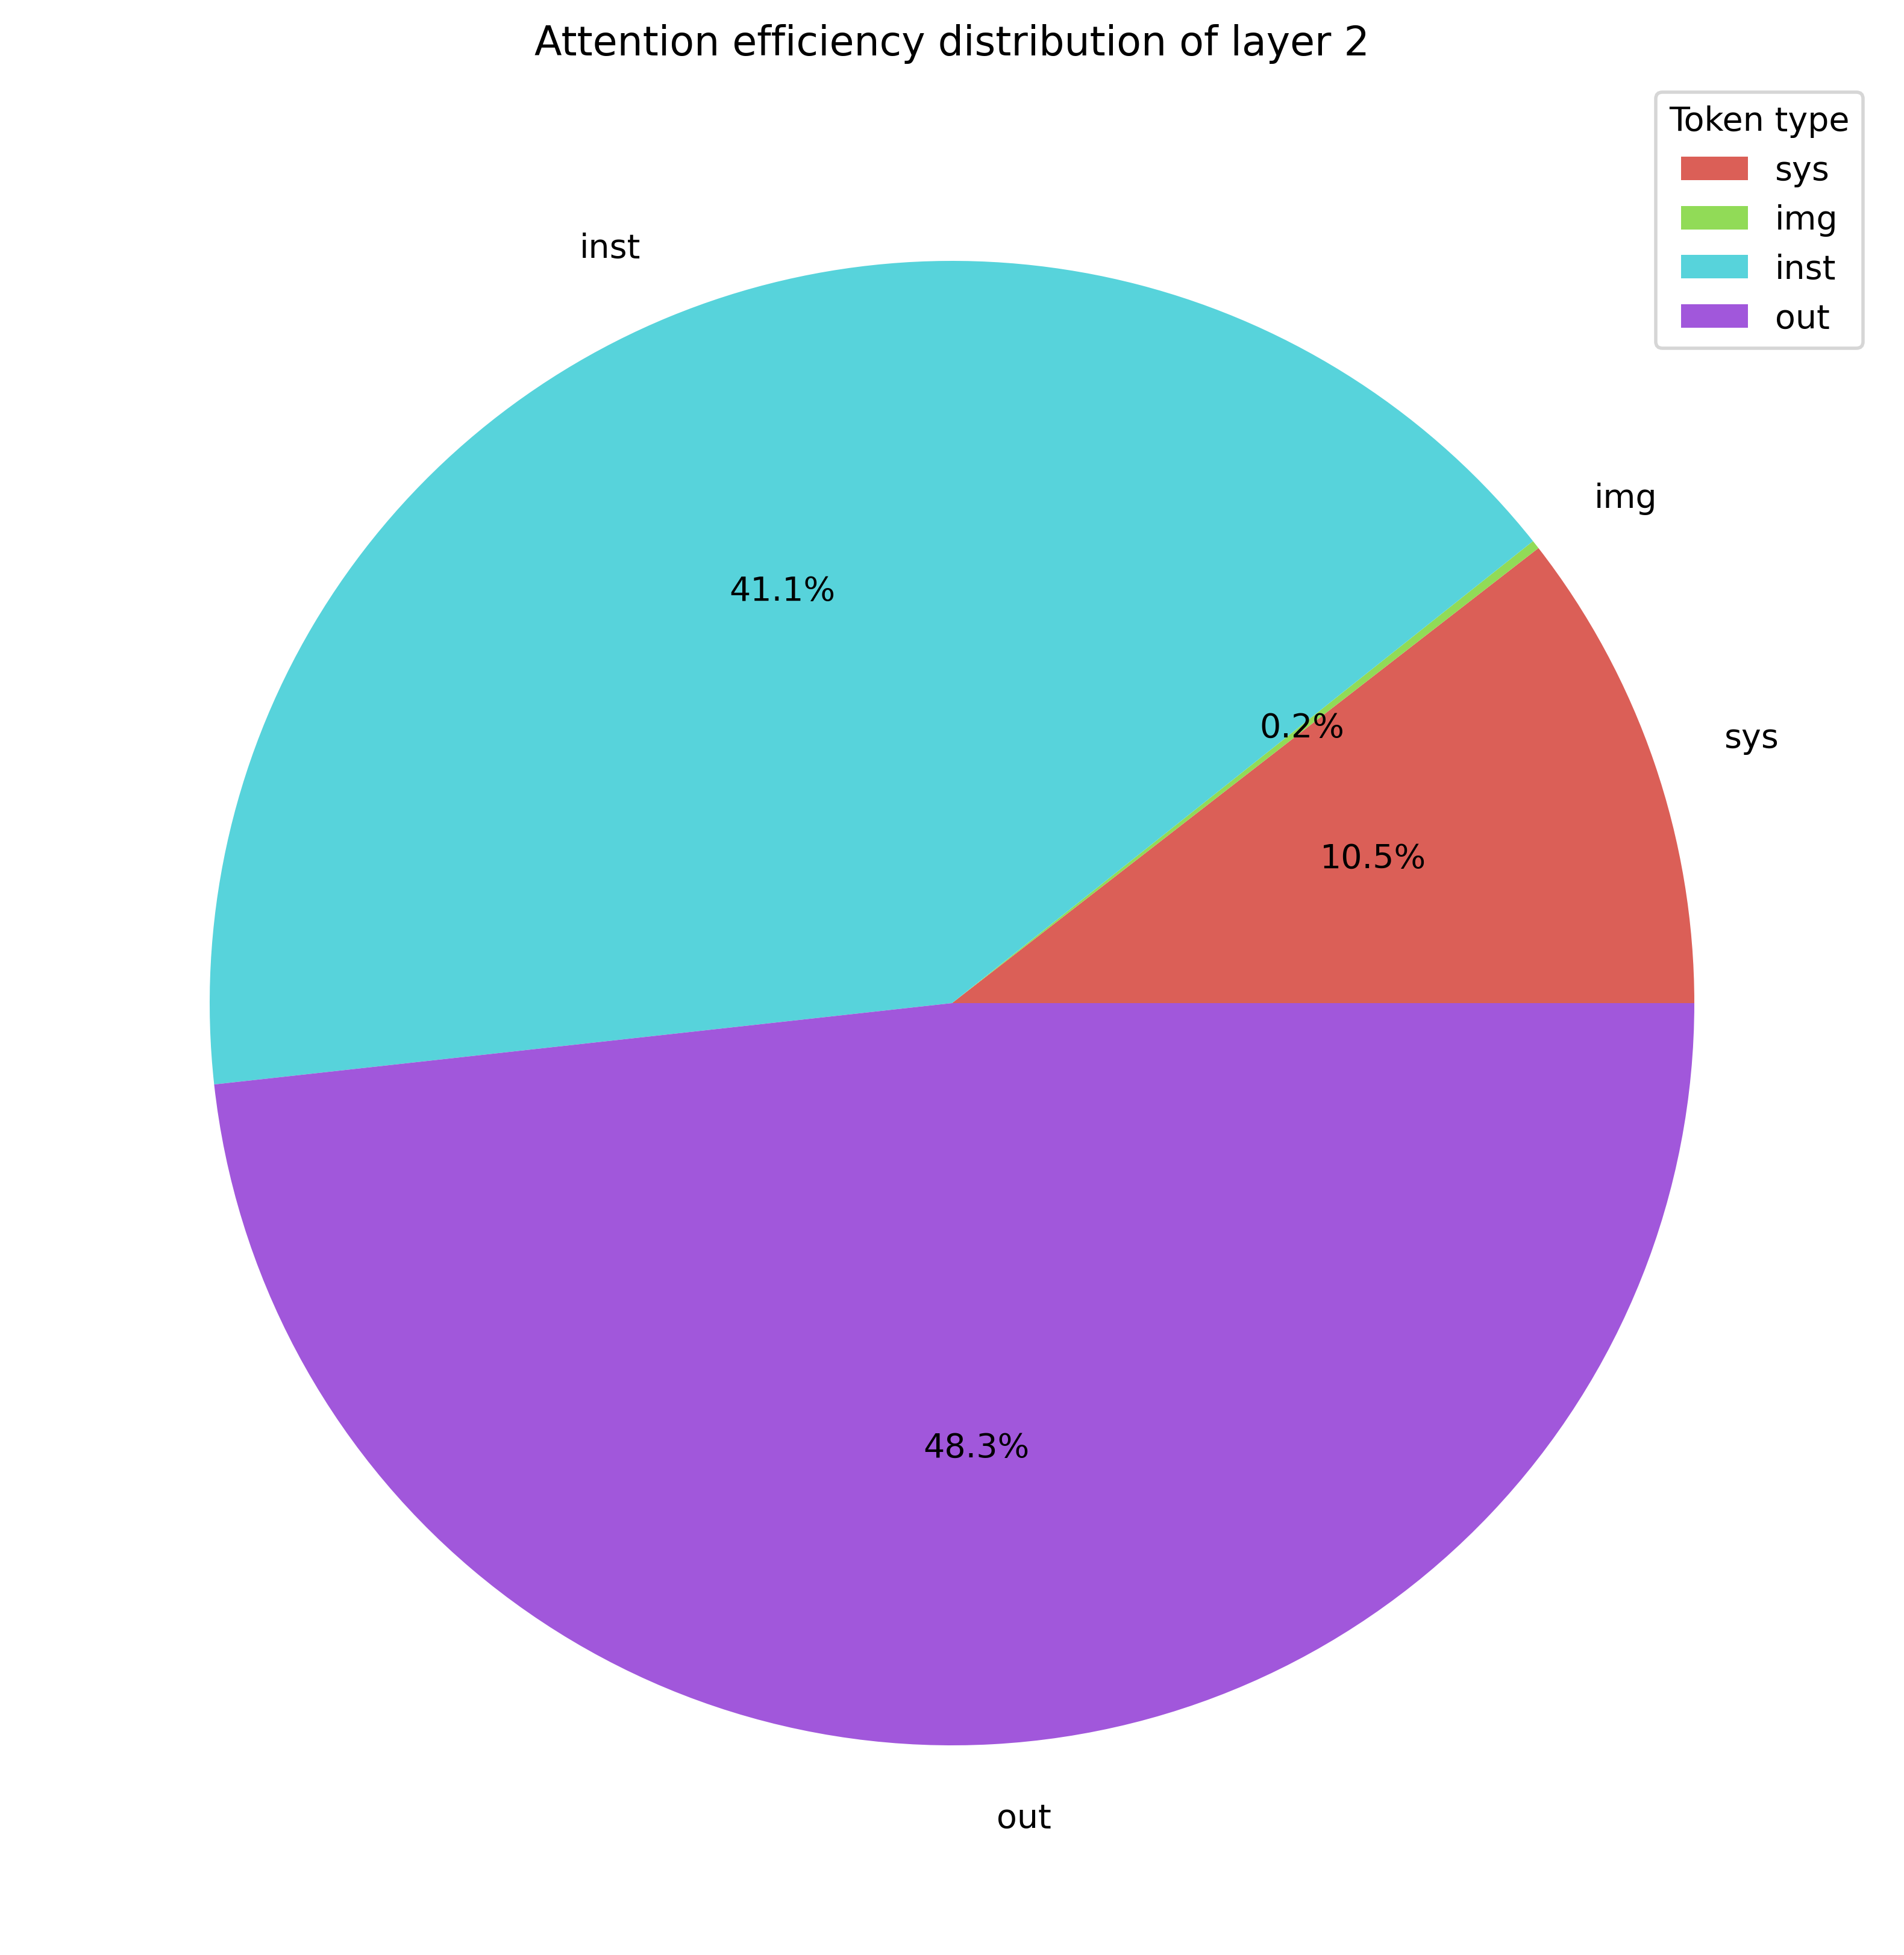 Attention efficiency distribution of layer 2
Token type
sys
img
inst
out
inst
img
41.1%
0.2%
sys
10.5%
48.3%
out